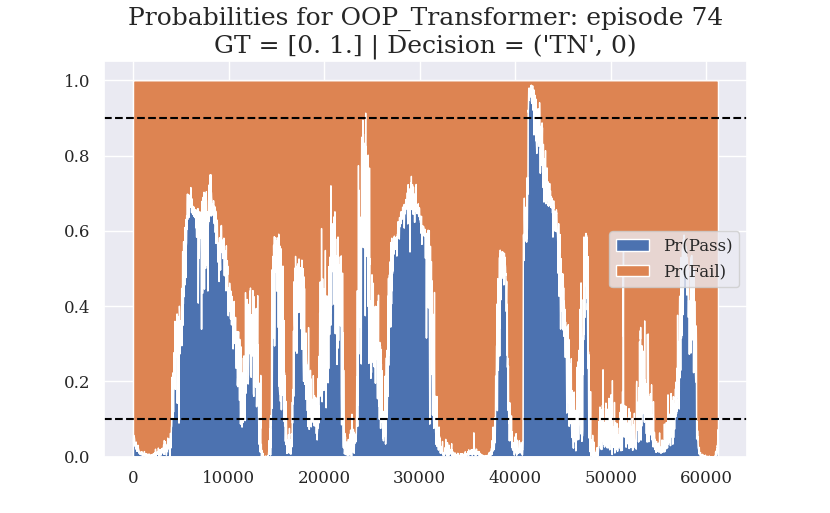 Probabilities for OOP_Transformer: episode 74
GT = [0. 1.] | Decision = ('TN', 0)
1.0
0.8
0.6
0.4
0.2
0.0
Pr(Pass)
Pr(Fail)
0 10000 20000 30000 40000 50000 60000